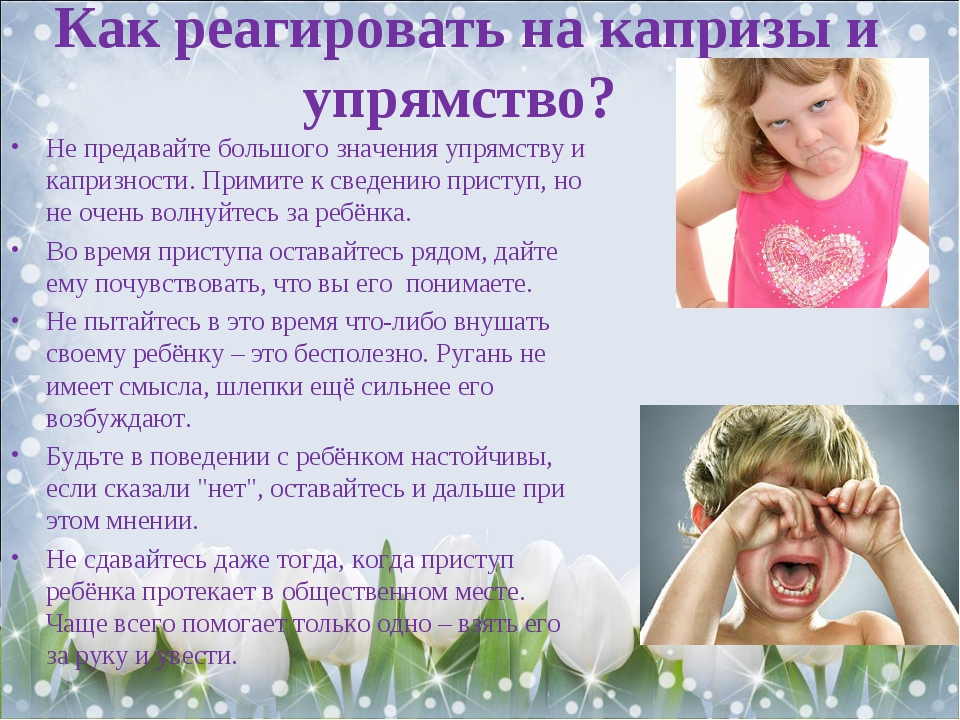 Как реагировать на капризы и
упрямство?
• Не предавайте большого значения упрямству и
капризности. Примите к сведению приступ, но
не очень волнуйтесь за ребёнка.
• Во время приступа оставайтесь рядом, дайте
ему почувствовать, что вы его понимаете.
• Не пытайтесь в это время что-либо внушать
своему ребёнку – это бесполезно. Ругань не
имеет смысла, шлепки ещё сильнее его
возбуждают.
• Будьте в поведении с ребёнком настойчивы,
если сказали "нет", оставайтесь и дальше при
этом мнении.
• Не сдавайтесь даже тогда, когда приступ
ребёнка протекает в общественном месте.
Чаще всего помогает только одно – взять его
за руку и увести.